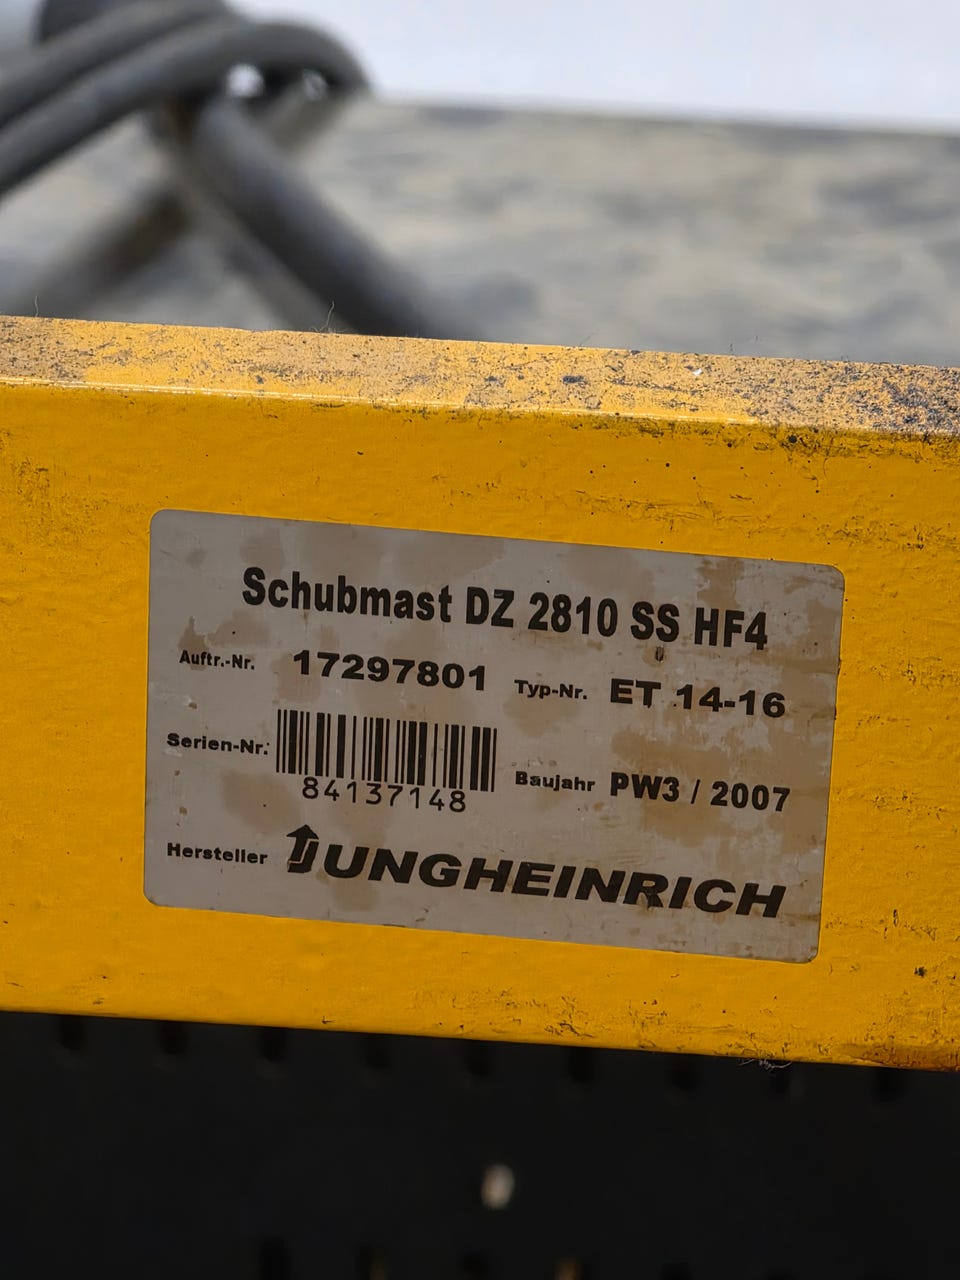 Schubmast DZ 2810 SS HF4
Auftr.-Nr. 17297801 Typ-Nr. ET 14-16
Serien-Nr. 84137148 Baujahr PW3 / 2007
Hersteller JUNGHEINRICH